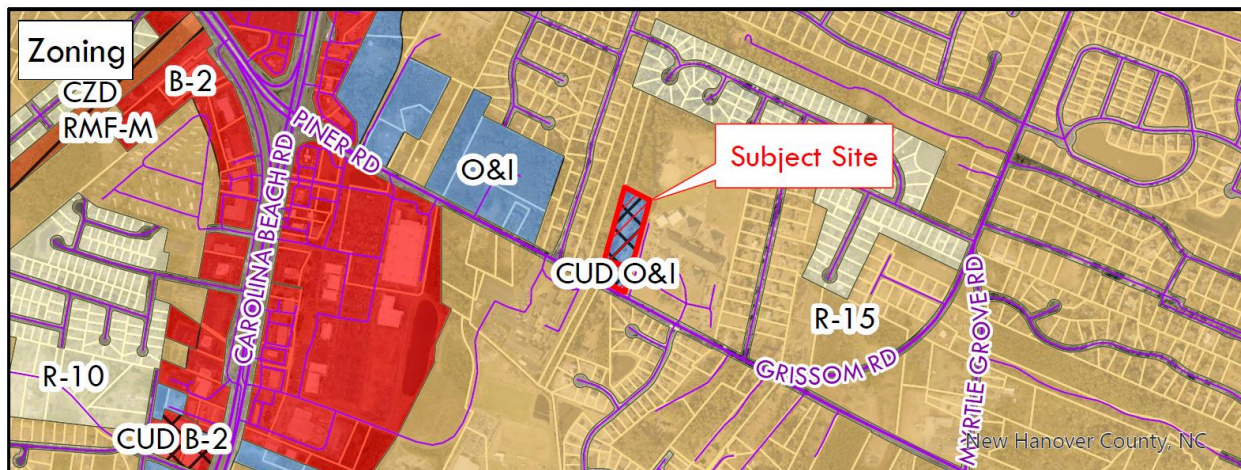 Zoning
CZD
RMF-M
B-2
PINER RD
CAROLINA BEACH RD
O&I
Subject Site
CUD O&I
R-15
GRISSOM RD
MYRTLE GROVE RD
R-10
CUD B-2
New Hanover County, NC